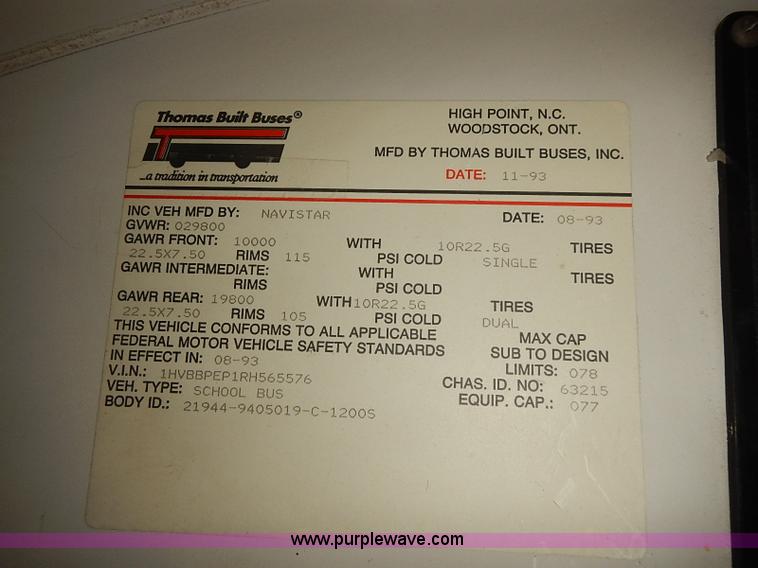 Thomas Built Buses®
...a tradition in transportation
HIGH POINT, N.C.
WOODSTOCK, ONT.
MFD BY THOMAS BUILT BUSES, INC.
DATE: 11-93
INC VEH MFD BY: NAVISTAR DATE: 08-93
GVWR: 029800
GAWR FRONT: 10000 WITH 10R22.5G TIRES
22.5X7.50 RIMS 115 PSI COLD SINGLE
GAWR INTERMEDIATE: WITH TIRES
RIMS PSI COLD
GAWR REAR: 19800 WITH 10R22.5G TIRES
22.5X7.50 RIMS 105 PSI COLD DUAL
THIS VEHICLE CONFORMS TO ALL APPLICABLE MAX CAP
FEDERAL MOTOR VEHICLE SAFETY STANDARDS SUB TO DESIGN
IN EFFECT IN: 08-93 LIMITS: 078
V.I.N.: 1HVBBPEP1RH565576 CHAS. ID. NO: 63215
VEH. TYPE: SCHOOL BUS EQUIP. CAP.: 077
BODY ID.: 21944-9405019-C-1200S
www.purplewave.com